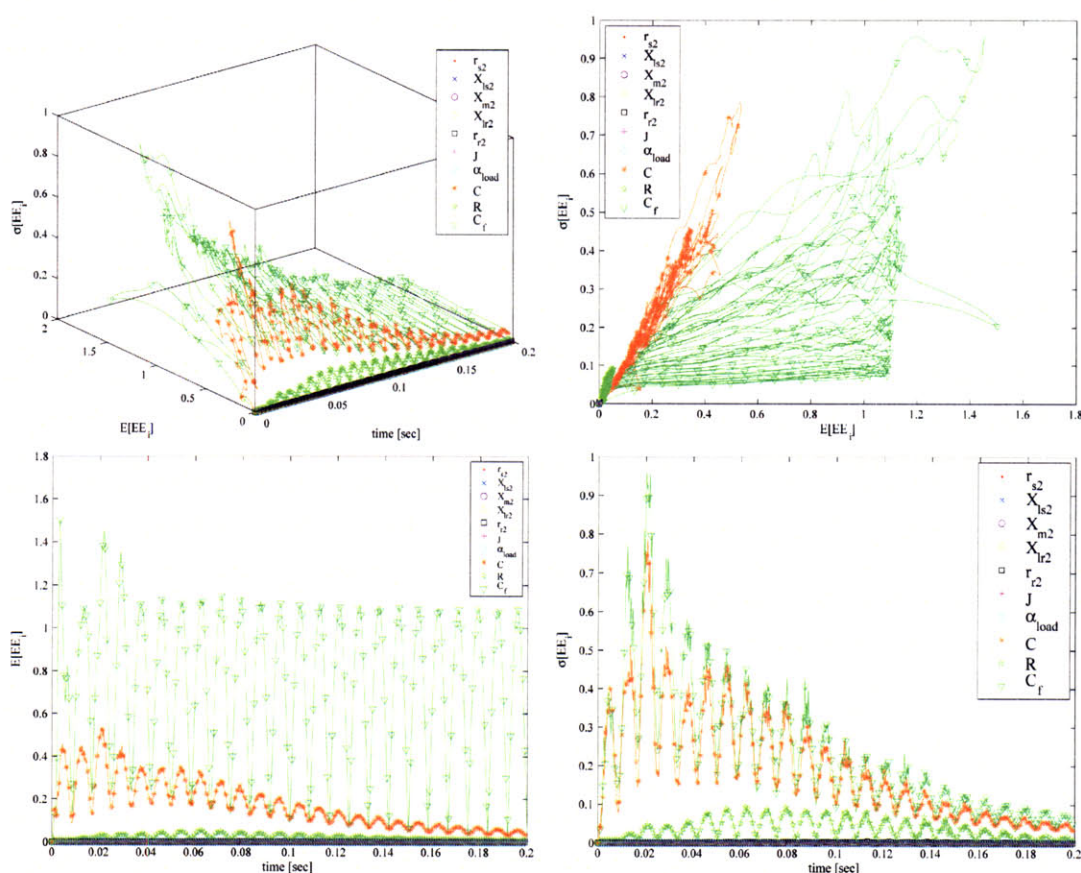 r_s2
X_ls2
X_m2
X_lr2
r_r2
J
α_load
C
R
C_f
σ[EE_i]
1
0.8
0.6
0.4
0.2
0
2
1.5
1
0.5
0
E[EE_i]
0
0.05
0.1
0.15
0.2
time [sec]
r_s2
X_ls2
X_m2
X_lr2
r_r2
J
α_load
C
R
C_f
σ[EE_i]
1
0.9
0.8
0.7
0.6
0.5
0.4
0.3
0.2
0.1
0
0 0.2 0.4 0.6 0.8 1 1.2 1.4 1.6 1.8
E[EE_i]
r_s2
X_ls2
X_m2
X_lr2
r_r2
J
α_load
C
R
C_f
E[EE_i]
1.8
1.6
1.4
1.2
1
0.8
0.6
0.4
0.2
0
0 0.02 0.04 0.06 0.08 0.1 0.12 0.14 0.16 0.18 0.2
time [sec]
r_s2
X_ls2
X_m2
X_lr2
r_r2
J
α_load
C
R
C_f
σ[EE_i]
1
0.9
0.8
0.7
0.6
0.5
0.4
0.3
0.2
0.1
0
0 0.02 0.04 0.06 0.08 0.1 0.12 0.14 0.16 0.18 0.2
time [sec]